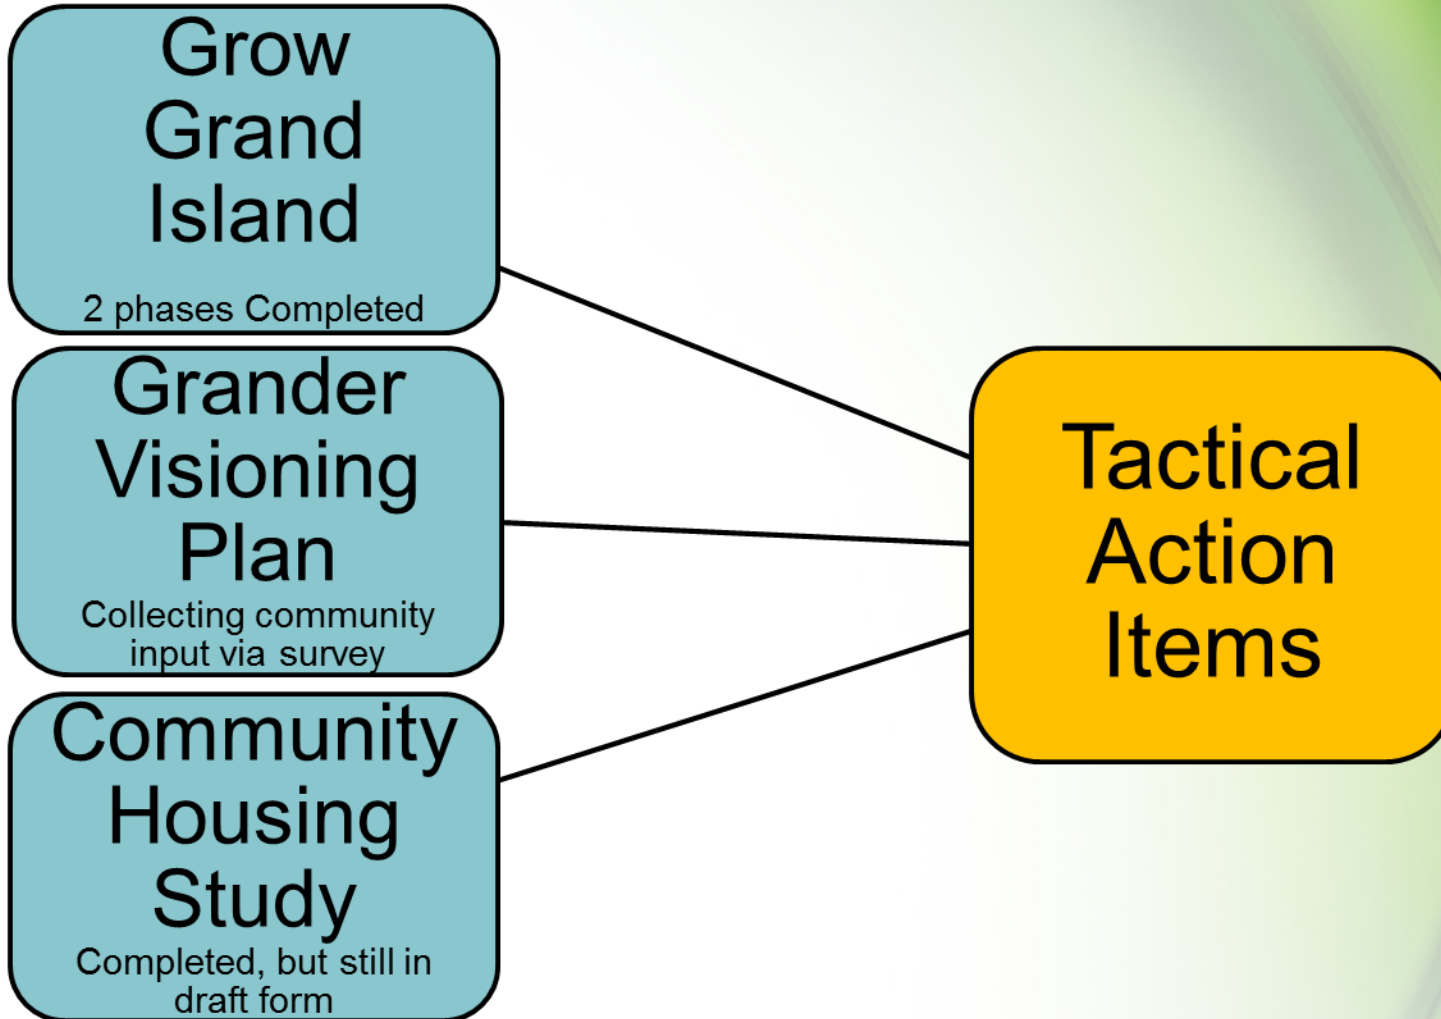 Grow
Grand
Island
2 phases Completed
Grander
Visioning
Plan
Collecting community
input via survey
Community
Housing
Study
Completed, but still in
draft form
Tactical
Action
Items